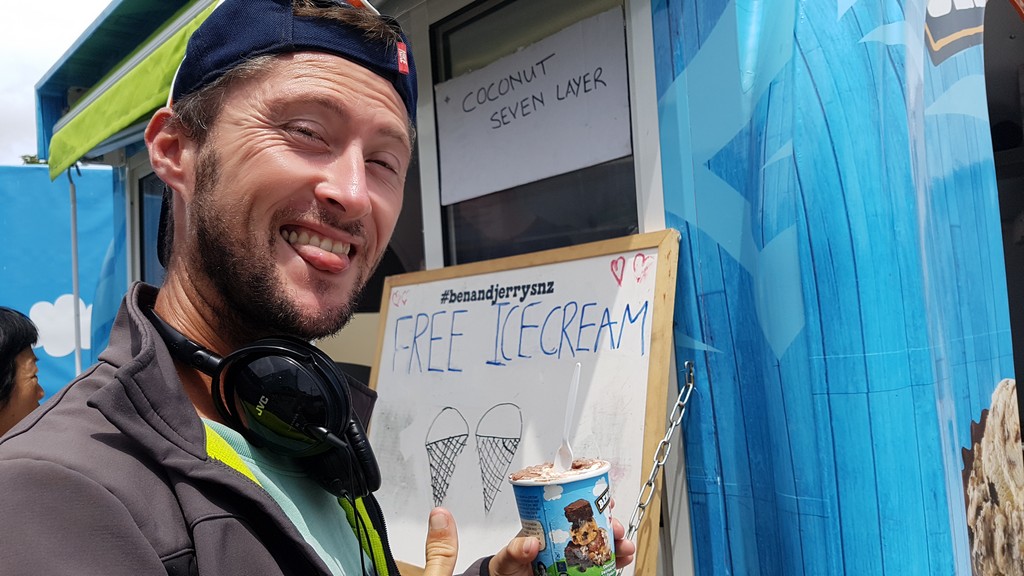 COCONUT
SEVEN LAYER
#benandjerrysnz
FREE ICECREAM
JVC